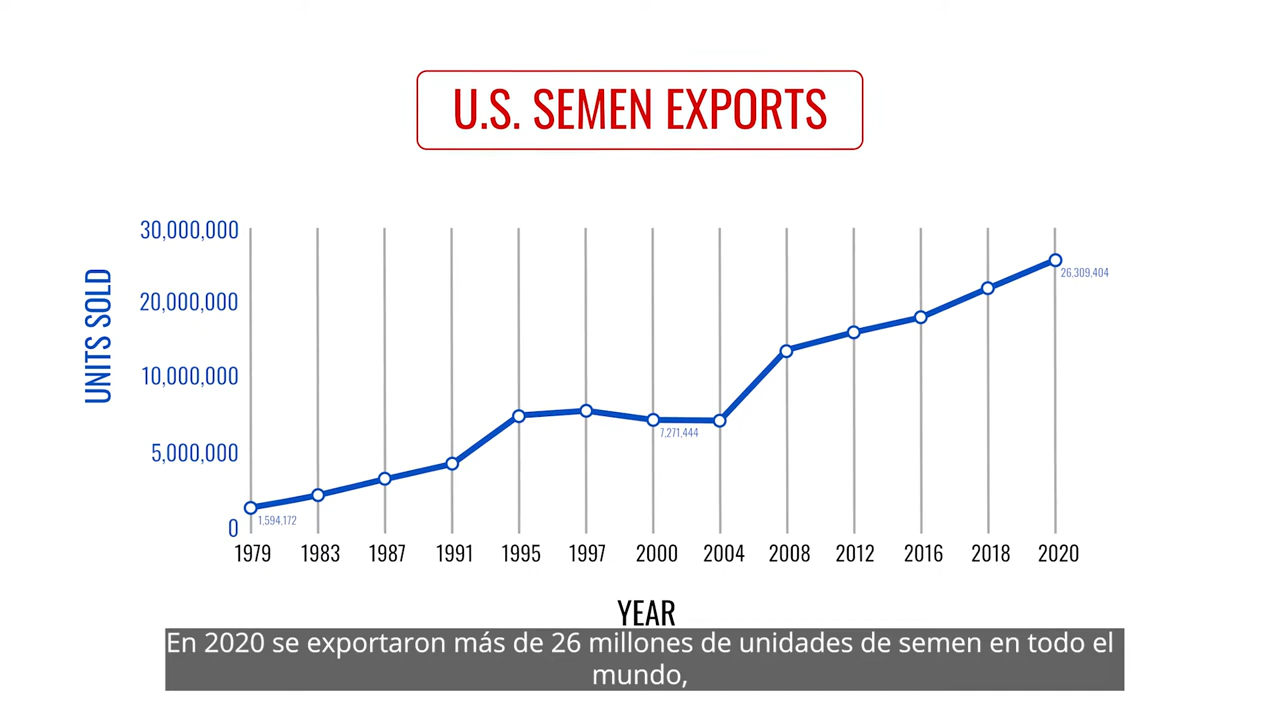 U.S. SEMEN EXPORTS
UNITS SOLD
30,000,000
20,000,000
10,000,000
5,000,000
0
26,309,404
7,271,444
1,594,172
1979 1983 1987 1991 1995 1997 2000 2004 2008 2012 2016 2018 2020
YEAR
En 2020 se exportaron más de 26 millones de unidades de semen en todo el
mundo,